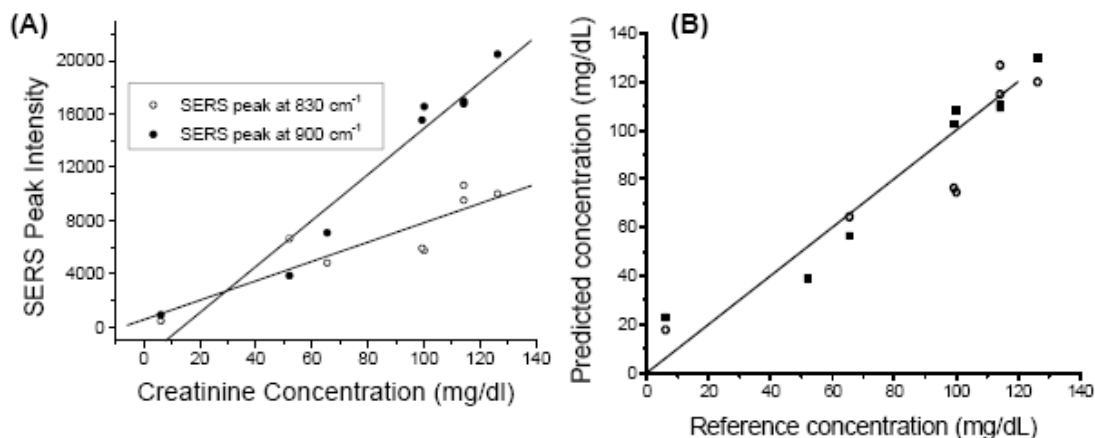 (A)
20000
16000
12000
8000
4000
0
SERS Peak Intensity
SERS peak at 830 cm⁻¹
SERS peak at 900 cm⁻¹
0 20 40 60 80 100 120 140
Creatinine Concentration (mg/dl)
(B)
140
120
100
80
60
40
20
0
Predicted concentration (mg/dL)
0 20 40 60 80 100 120 140
Reference concentration (mg/dL)